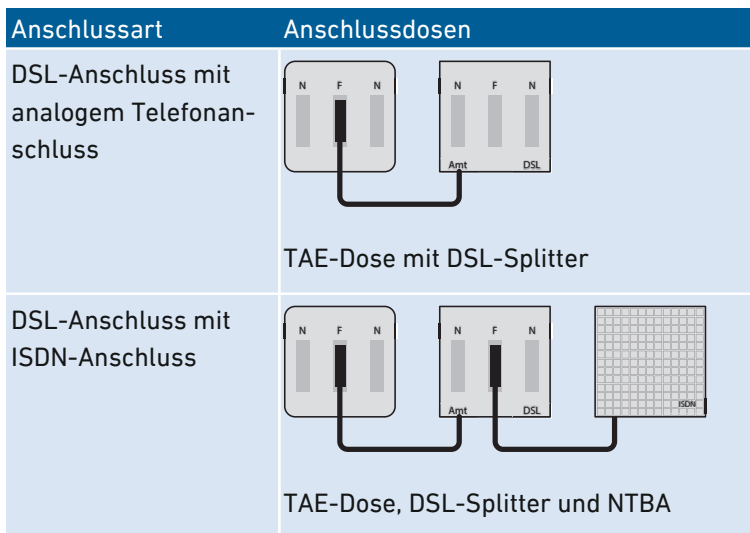 Anschlussart Anschlussdosen
DSL-Anschluss mit
analogem Telefonan-
schluss
N F N N F N
Amt DSL
TAE-Dose mit DSL-Splitter
DSL-Anschluss mit
ISDN-Anschluss
N F N N F N
Amt DSL ISDN
TAE-Dose, DSL-Splitter und NTBA